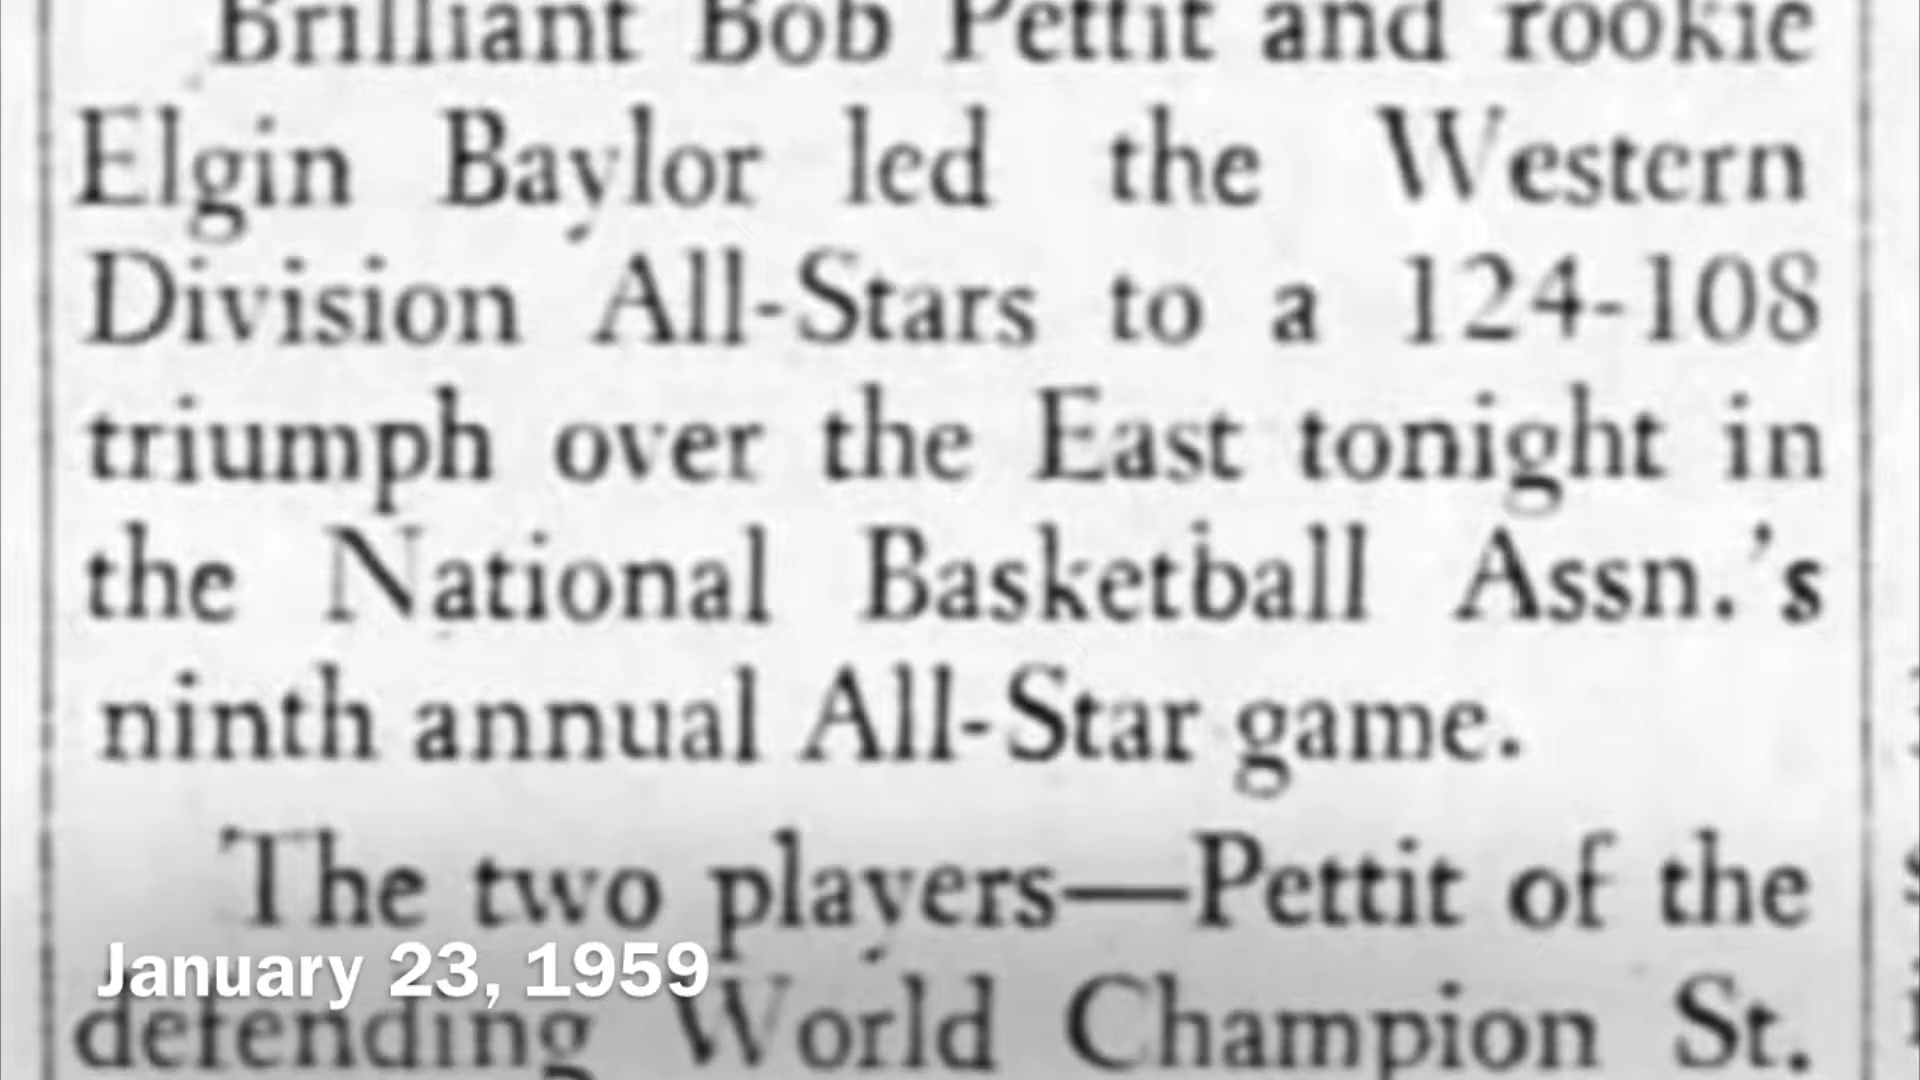 Brilliant Bob Pettit and rookie
Elgin Baylor led the Western
Division All-Stars to a 124-108
triumph over the East tonight in
the National Basketball Assn.'s
ninth annual All-Star game.
The two players—Pettit of the
January 23, 1959
defending World Champion St.